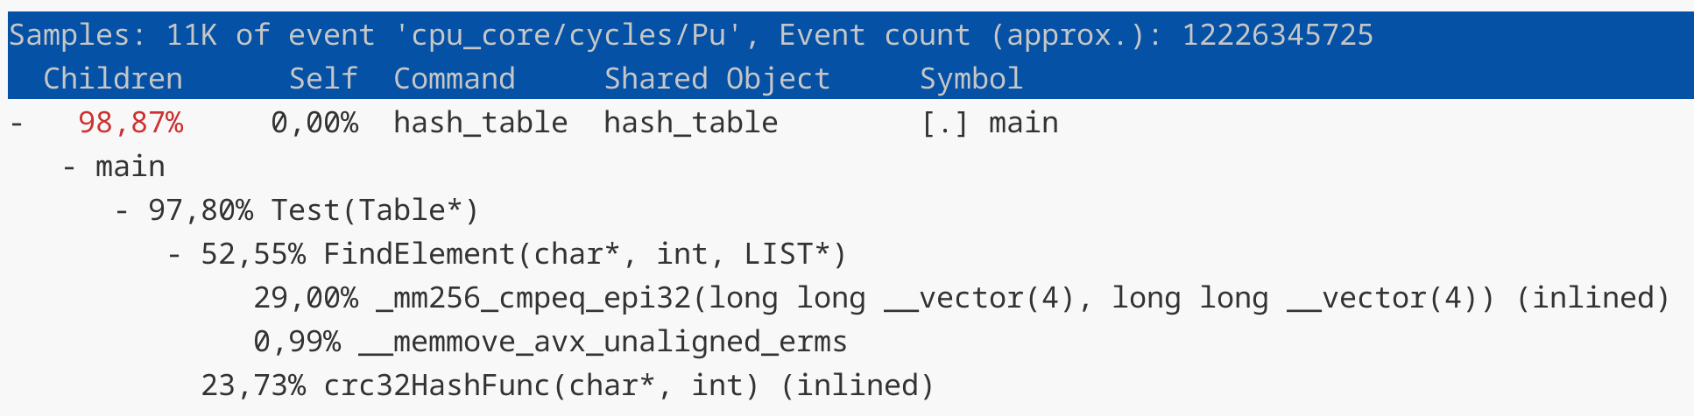 Samples: 11K of event 'cpu_core/cycles/Pu', Event count (approx.): 12226345725
Children Self Command Shared Object Symbol
- 98,87% 0,00% hash_table hash_table [.] main
- main
- 97,80% Test(Table*)
- 52,55% FindElement(char*, int, LIST*)
29,00% _mm256_cmpeq_epi32(long long __vector(4), long long __vector(4)) (inlined)
0,99% __memmove_avx_unaligned_erms
23,73% crc32HashFunc(char*, int) (inlined)